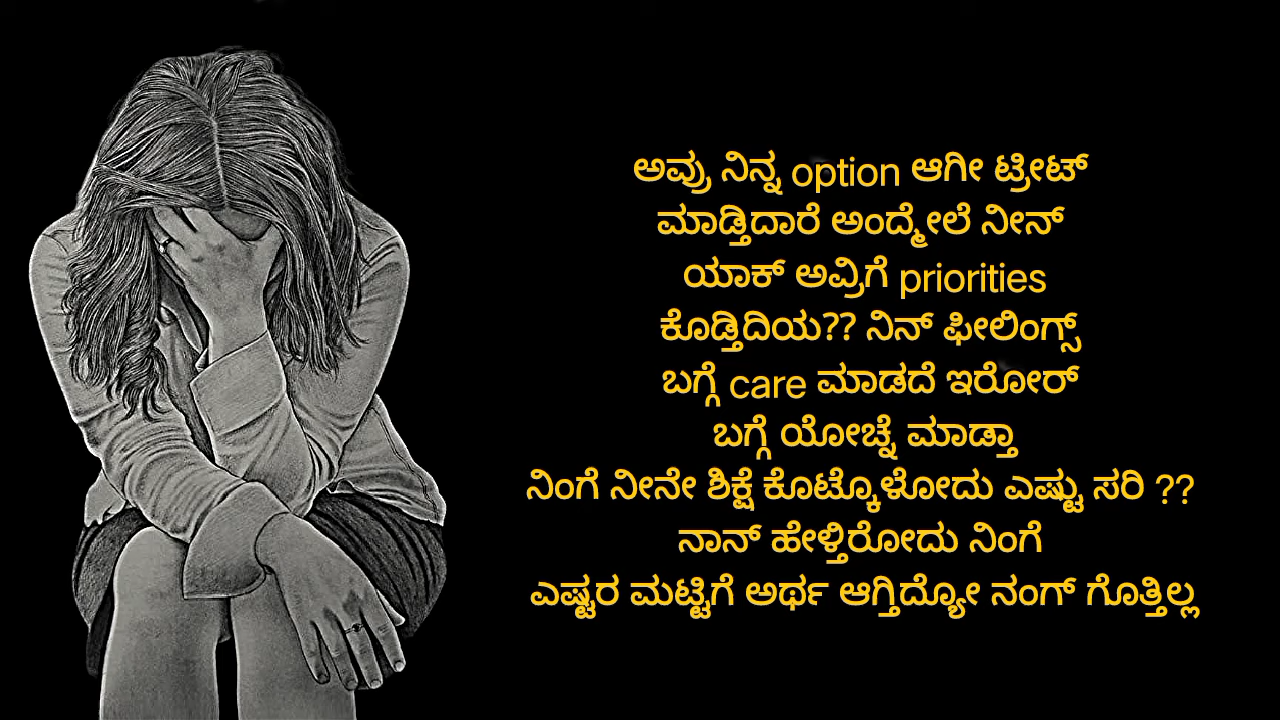 ಅವ್ರು ನಿನ್ನ option ಆಗೀ ಟ್ರೀಟ್
ಮಾಡ್ತಿದಾರೆ ಅಂದ್ಮೇಲೆ ನೀನ್
ಯಾಕ್ ಅವ್ರಿಗೆ priorities
ಕೊಡ್ತಿದಿಯ?? ನಿನ್ ಫೀಲಿಂಗ್ಸ್
ಬಗ್ಗೆ care ಮಾಡದೆ ಇರೋರ್
ಬಗ್ಗೆ ಯೋಚ್ನೆ ಮಾಡ್ತಾ
ನಿಂಗೆ ನೀನೇ ಶಿಕ್ಷೆ ಕೊಟ್ಕೊಳೋದು ಎಷ್ಟು ಸರಿ ??
ನಾನ್ ಹೇಳ್ತಿರೋದು ನಿಂಗೆ
ಎಷ್ಟರ ಮಟ್ಟಿಗೆ ಅರ್ಥ ಆಗ್ತಿದ್ಯೋ ನಂಗ್ ಗೊತ್ತಿಲ್ಲ